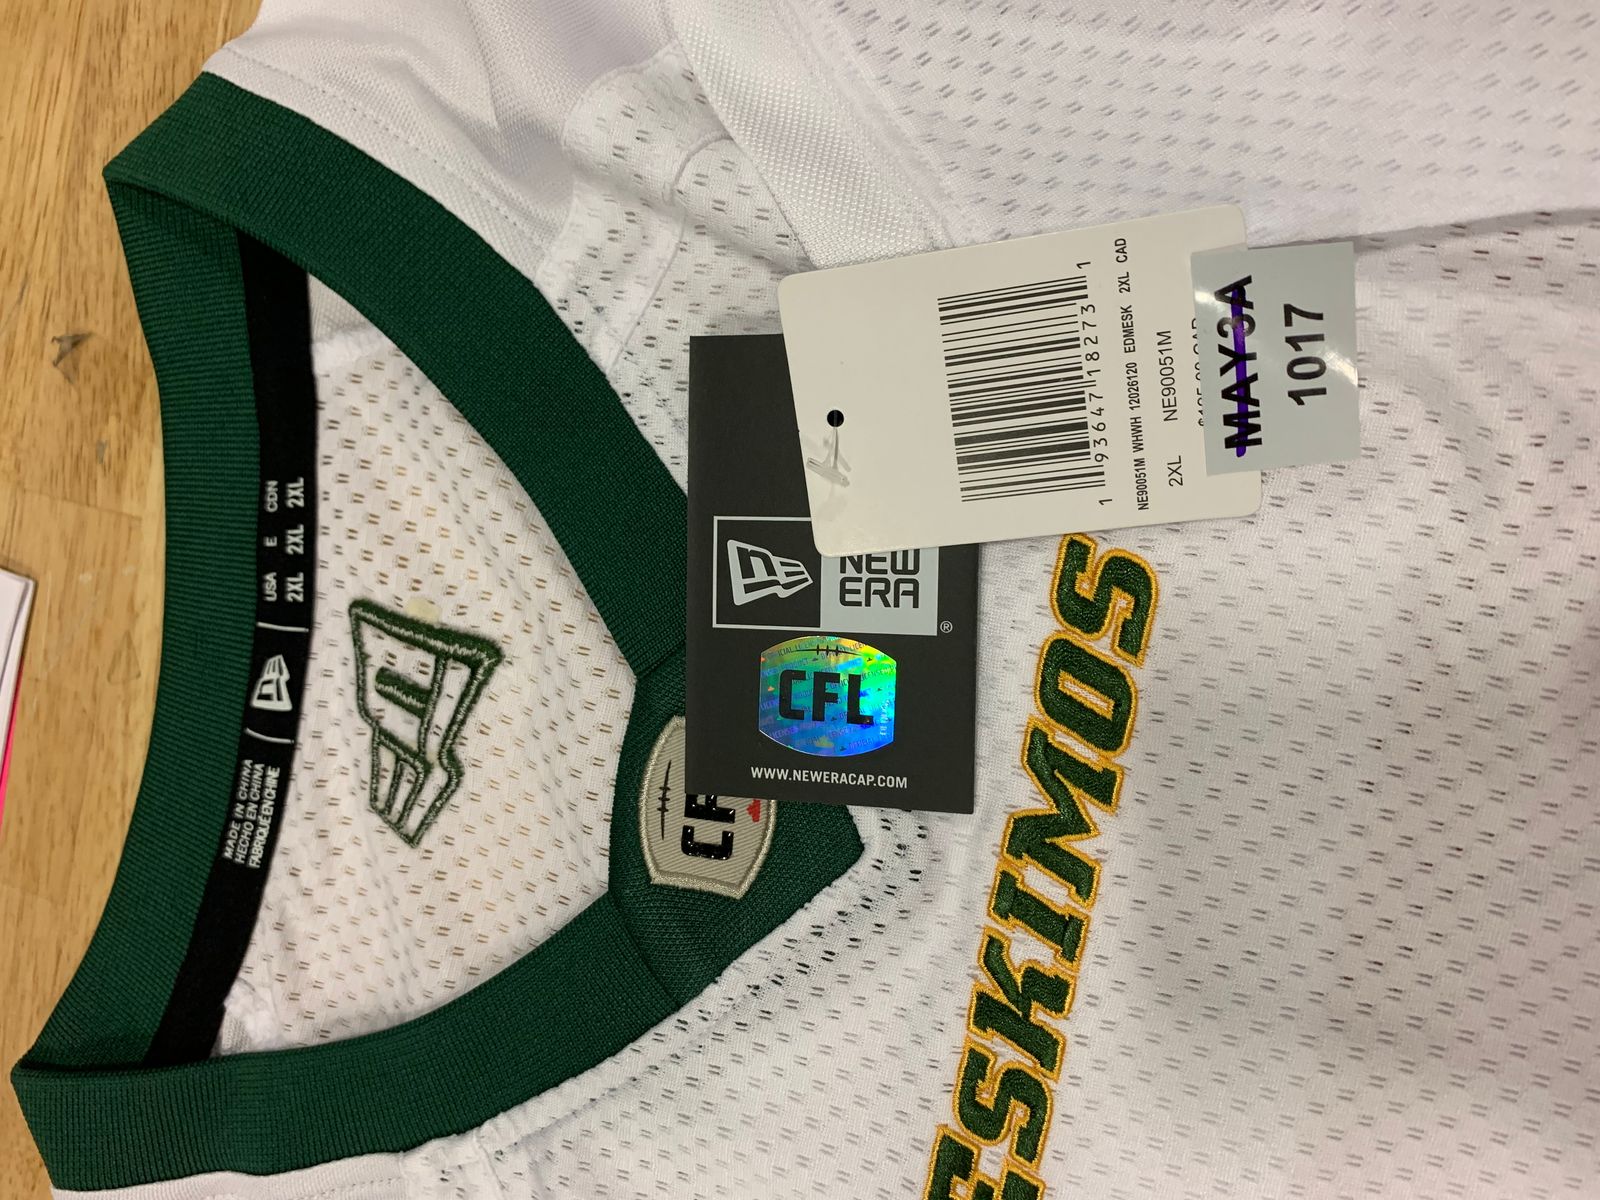 USA E CDN
2XL 2XL 2XL
MADE IN CHINA
HECHO EN CHINA
FABRIQUÉ EN CHINE
NEW
ERA
®
CFL
WWW.NEWERACAP.COM
1 93647 18273 1
NE90051M WHWH 12026120 EDMESK 2XL CAD
2XL NE90051M
MAY3A
1017
ESKIMOS